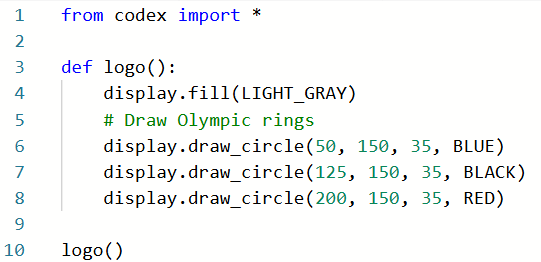 1 from codex import *
2
3 def logo():
4     display.fill(LIGHT_GRAY)
5     # Draw Olympic rings
6     display.draw_circle(50, 150, 35, BLUE)
7     display.draw_circle(125, 150, 35, BLACK)
8     display.draw_circle(200, 150, 35, RED)
9
10 logo()